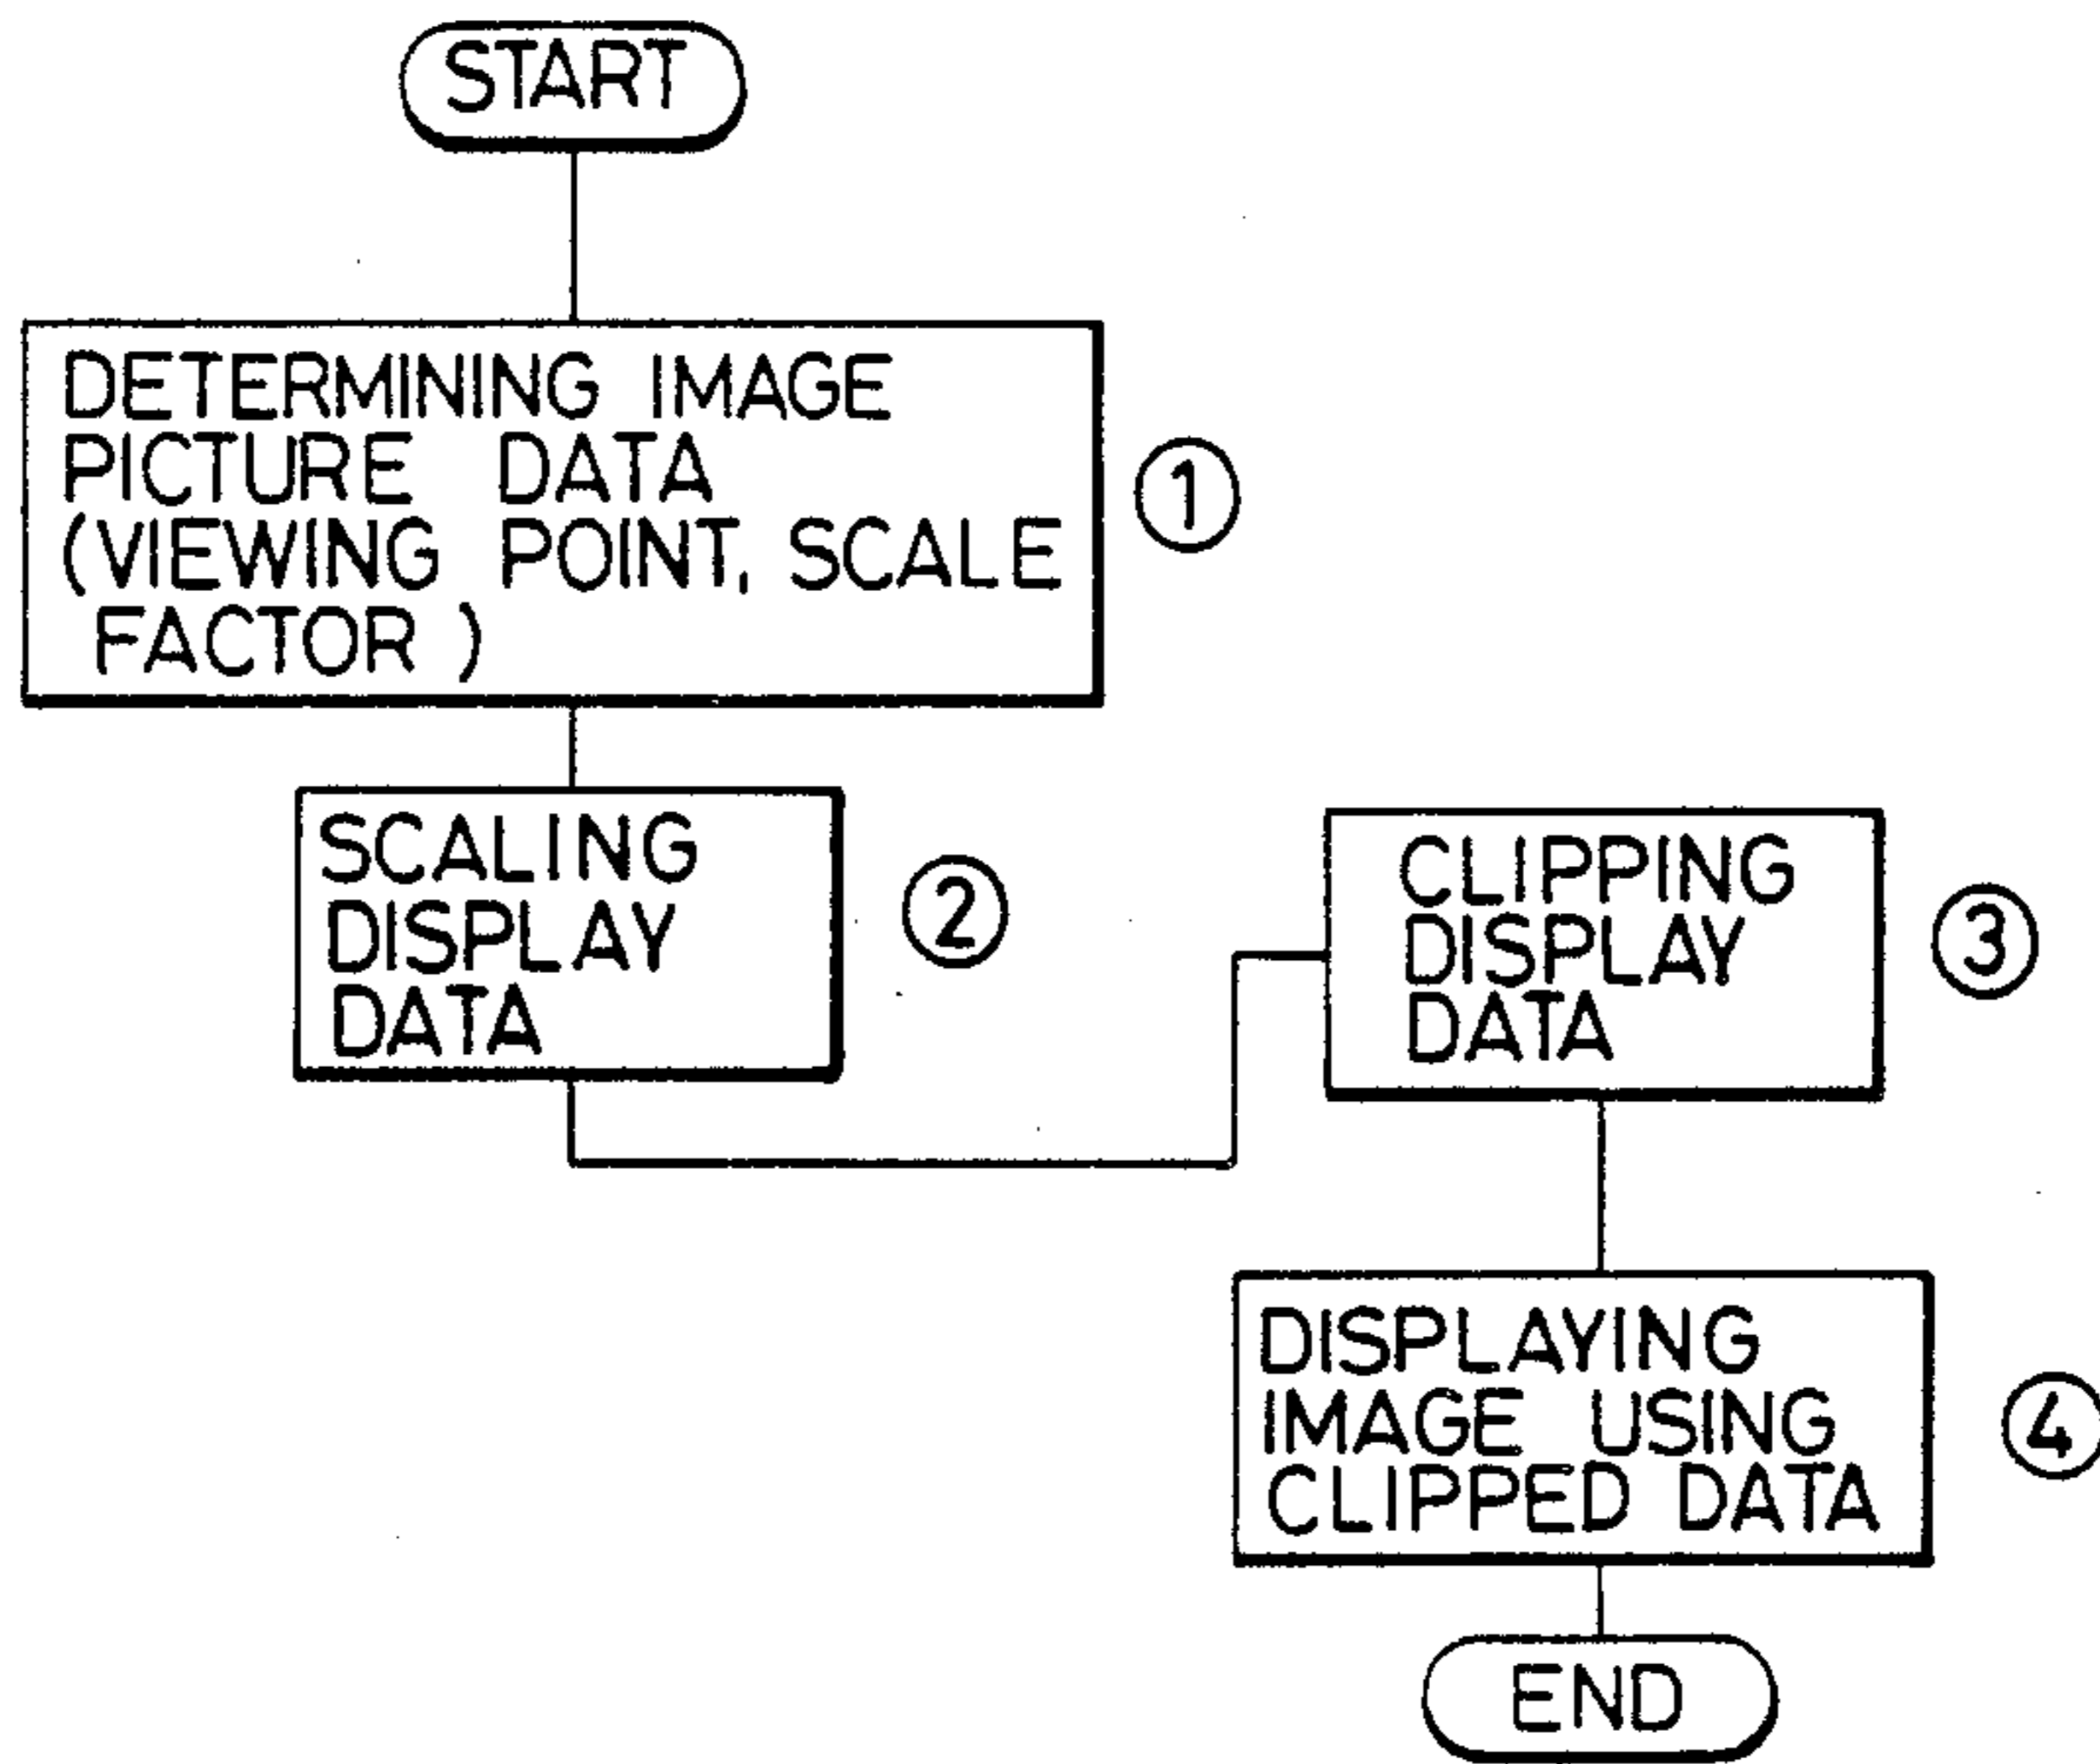 START
DETERMINING IMAGE
PICTURE DATA
(VIEWING POINT, SCALE
FACTOR)
①
SCALING
DISPLAY
DATA
②
CLIPPING
DISPLAY
DATA
③
DISPLAYING
IMAGE USING
CLIPPED DATA
④
END